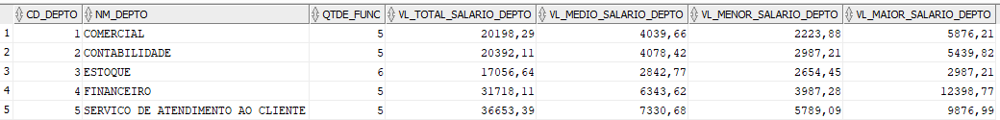 CD_DEPTO NM_DEPTO QTDE_FUNC VL_TOTAL_SALARIO_DEPTO VL_MEDIO_SALARIO_DEPTO VL_MENOR_SALARIO_DEPTO VL_MAIOR_SALARIO_DEPTO
1 1 COMERCIAL 5 20198,29 4039,66 2223,88 5876,21
2 2 CONTABILIDADE 5 20392,11 4078,42 2987,21 5439,82
3 3 ESTOQUE 6 17056,64 2842,77 2654,45 2987,21
4 4 FINANCEIRO 5 31718,11 6343,62 3987,28 12398,77
5 5 SERVICO DE ATENDIMENTO AO CLIENTE 5 36653,39 7330,68 5789,09 9876,99